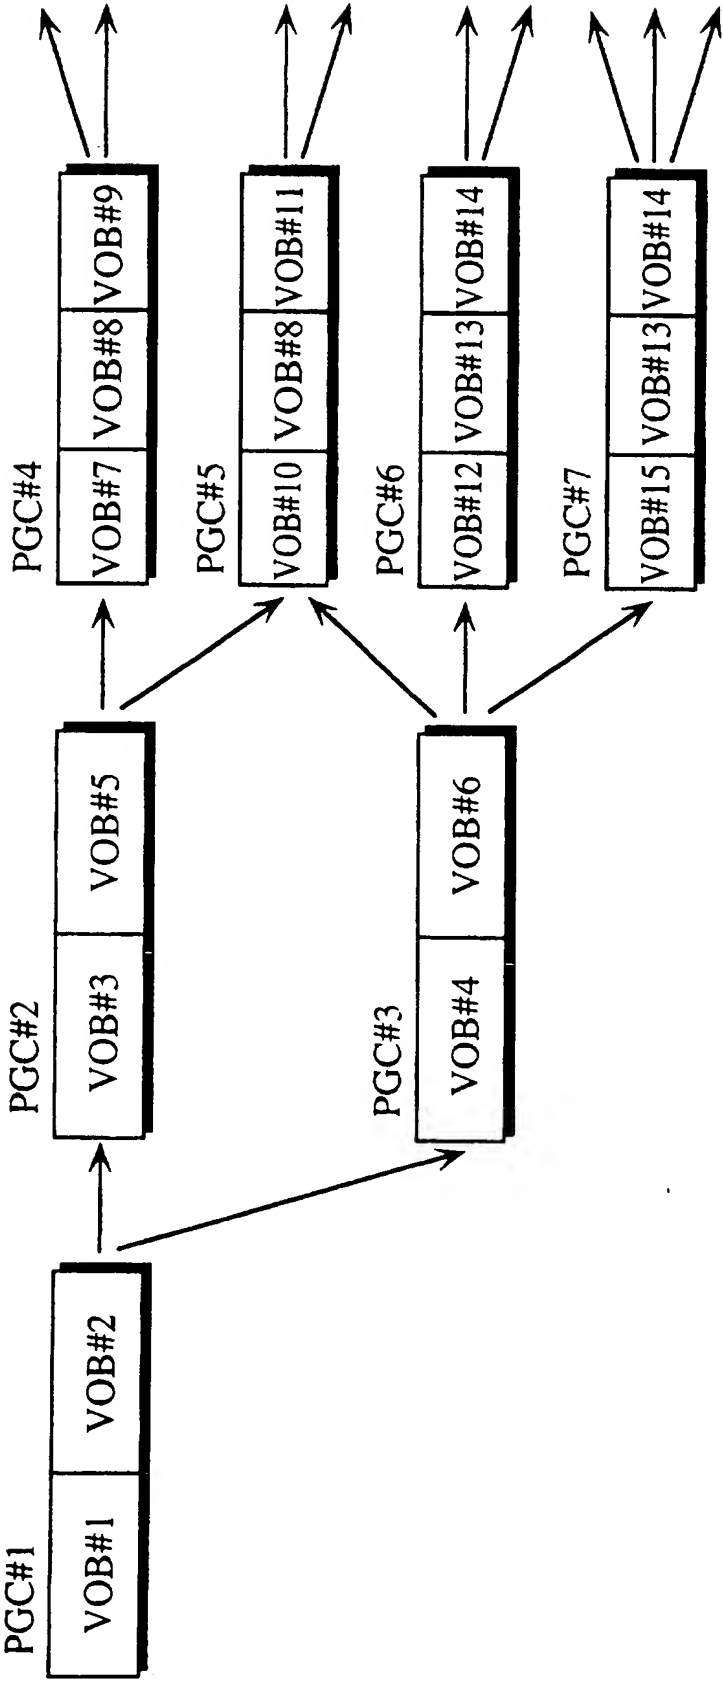 PGC#1
VOB#1 VOB#2
PGC#2
VOB#3 VOB#5
PGC#3
VOB#4 VOB#6
PGC#4
VOB#7 VOB#8 VOB#9
PGC#5
VOB#10 VOB#8 VOB#11
PGC#6
VOB#12 VOB#13 VOB#14
PGC#7
VOB#15 VOB#13 VOB#14